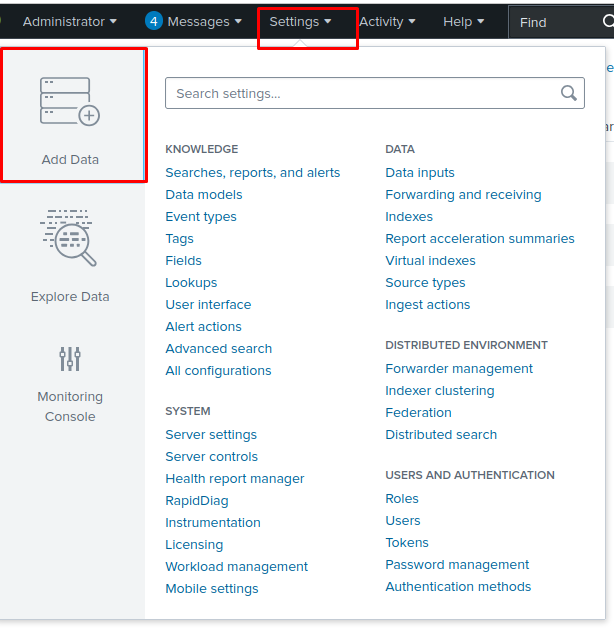 Administrator
4 Messages
Settings
Activity
Help
Find
Add Data
Explore Data
Monitoring
Console
Search settings...
KNOWLEDGE
Searches, reports, and alerts
Data models
Event types
Tags
Fields
Lookups
User interface
Alert actions
Advanced search
All configurations
SYSTEM
Server settings
Server controls
Health report manager
RapidDiag
Instrumentation
Licensing
Workload management
Mobile settings
DATA
Data inputs
Forwarding and receiving
Indexes
Report acceleration summaries
Virtual indexes
Source types
Ingest actions
DISTRIBUTED ENVIRONMENT
Forwarder management
Indexer clustering
Federation
Distributed search
USERS AND AUTHENTICATION
Roles
Users
Tokens
Password management
Authentication methods